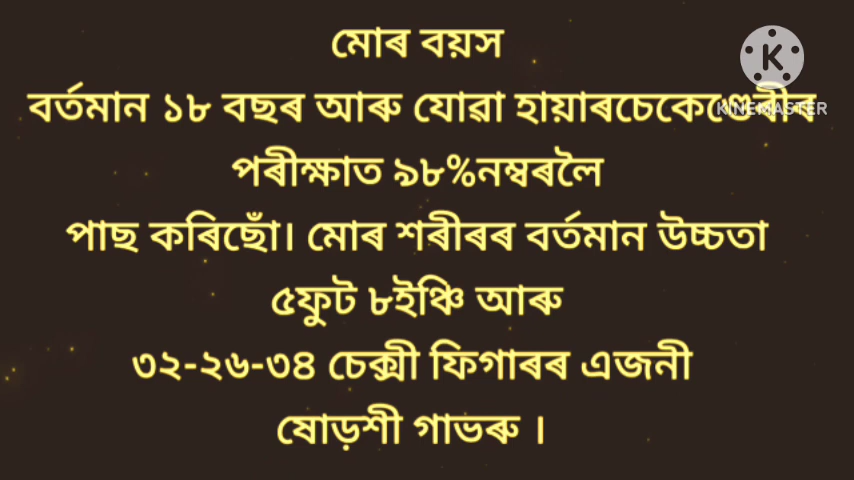 মোৰ বয়স
বৰ্তমান ১৮ বছৰ আৰু যোৱা হায়াৰচেকেণ্ডেৰীৰ
KINEMASTER
পৰীক্ষাত ৯৮%নম্বৰলৈ
পাছ কৰিছোঁ। মোৰ শৰীৰৰ বৰ্তমান উচ্চতা
৫ফুট ৮ইঞ্চি আৰু
৩২-২৬-৩৪ চেক্সী ফিগাৰৰ এজনী
ষোড়শী গাভৰু ।